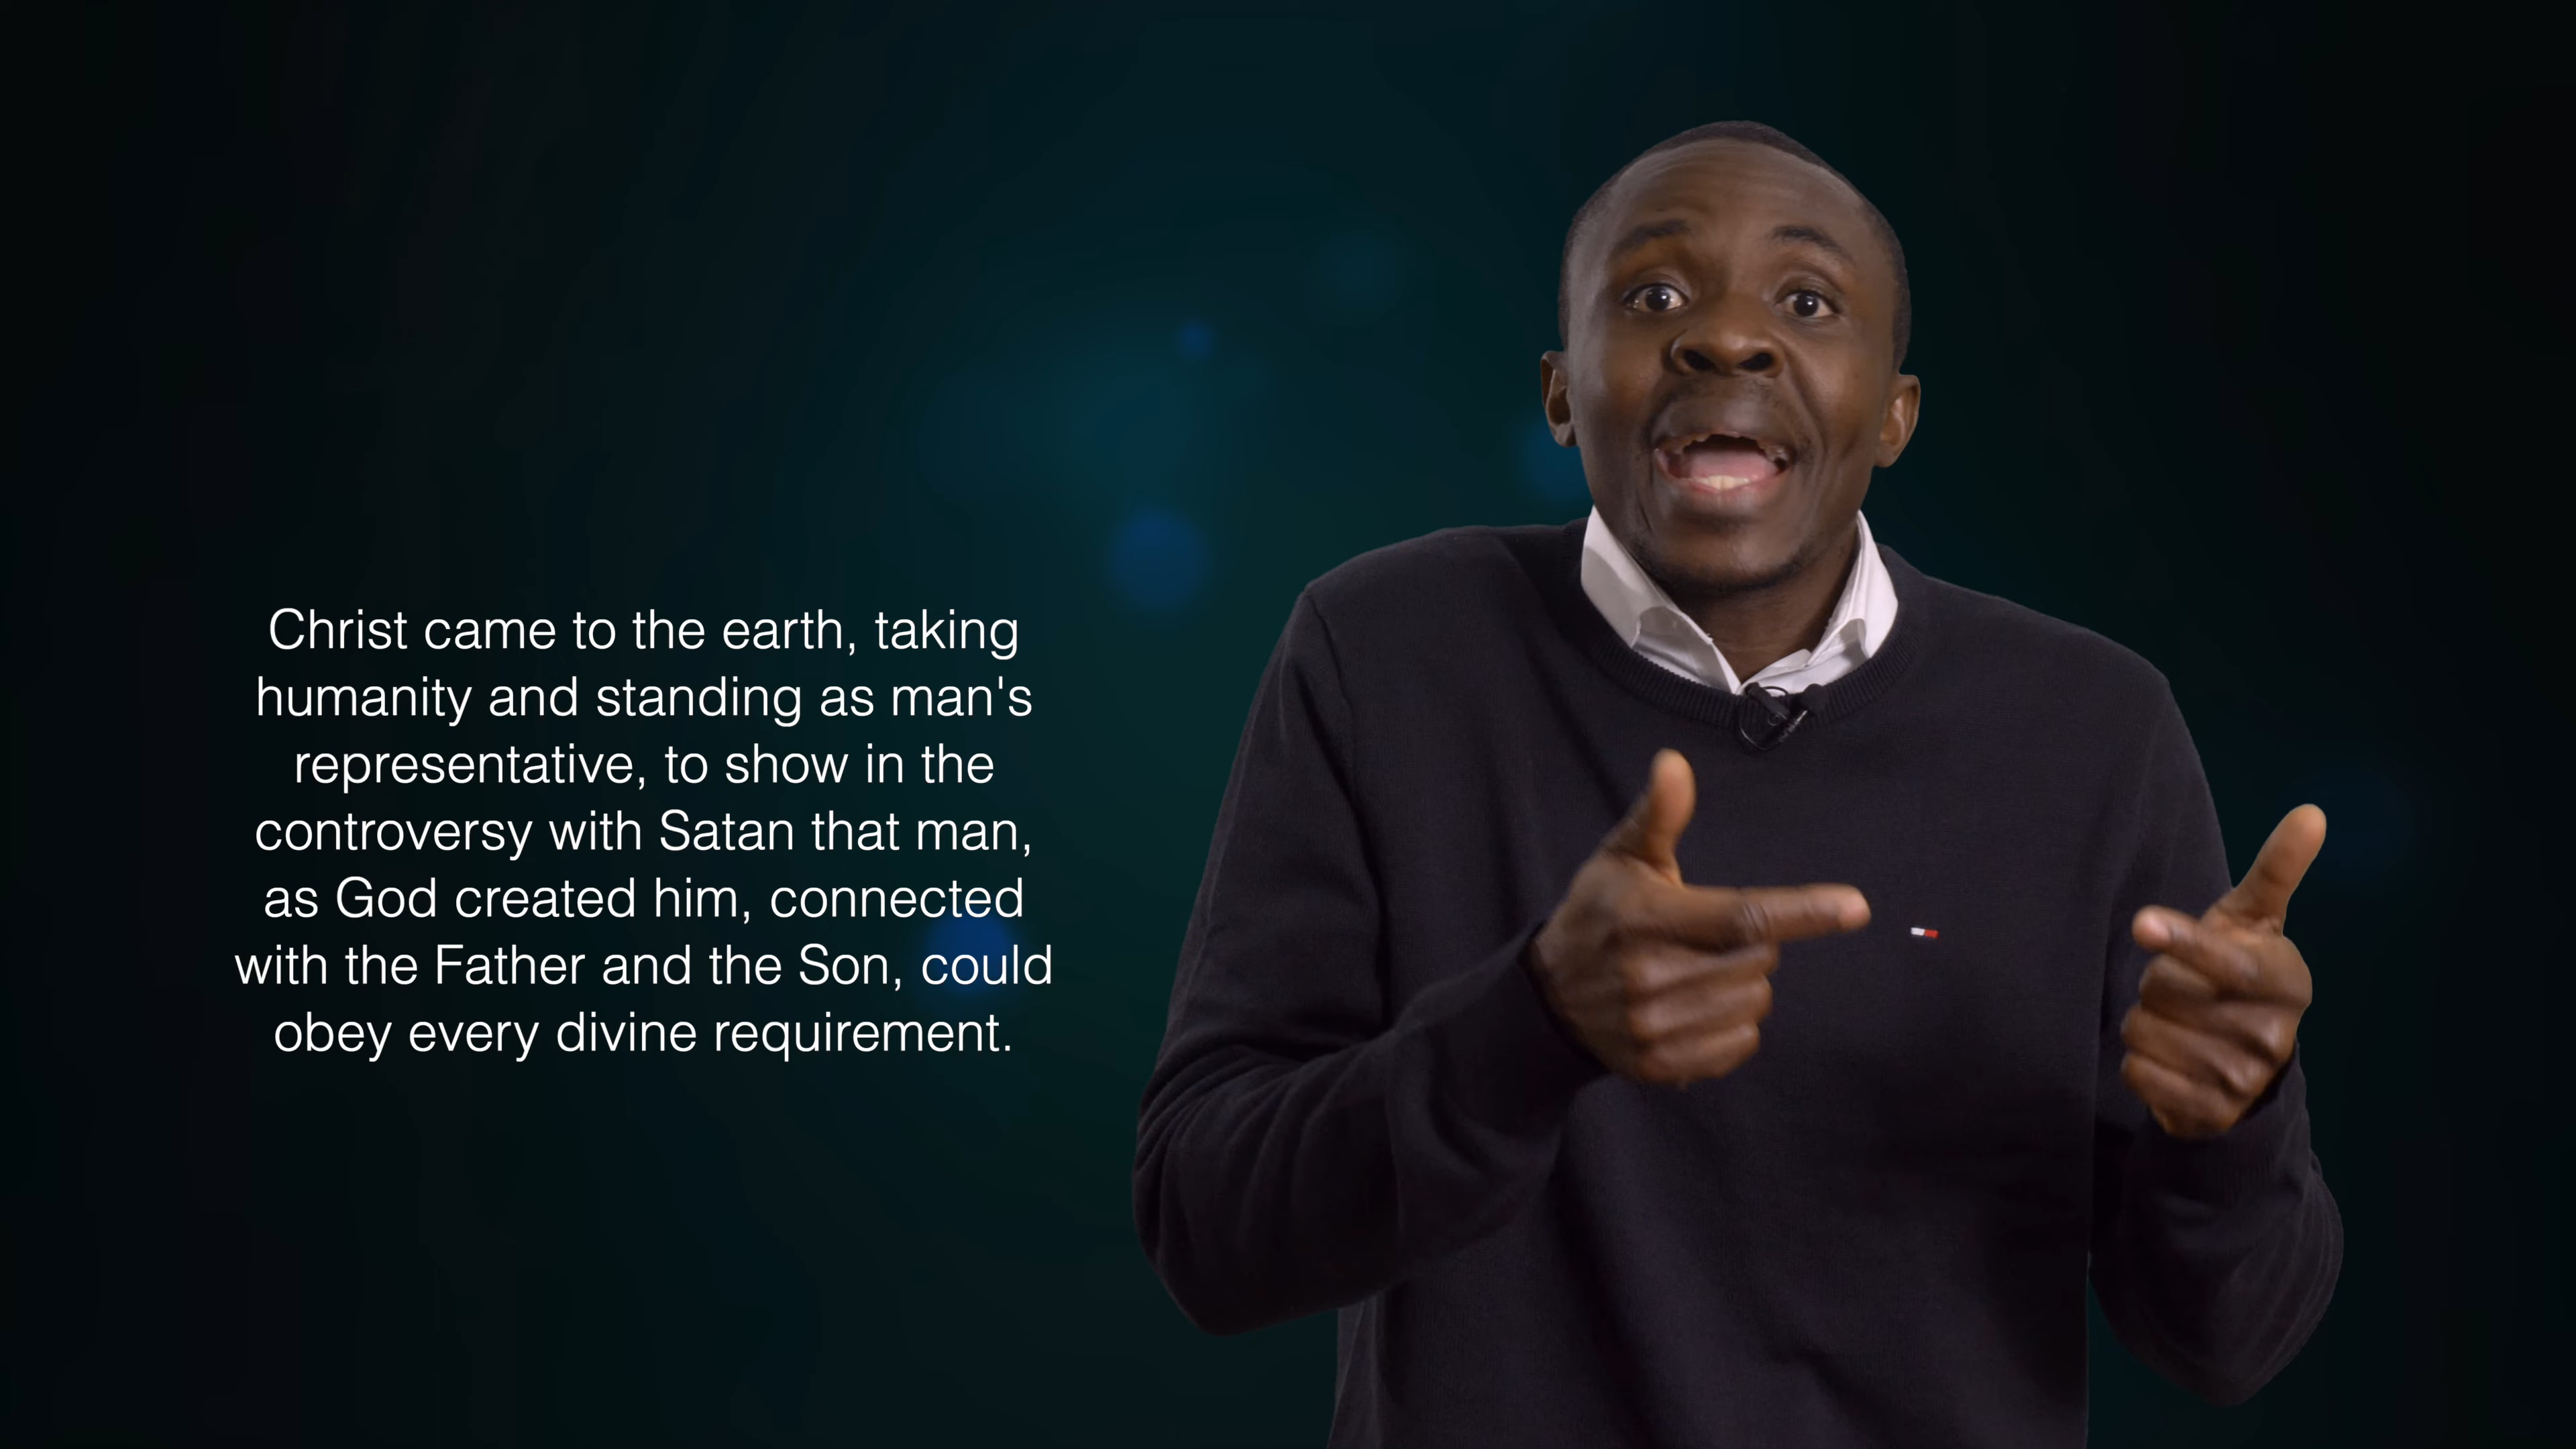 Christ came to the earth, taking
humanity and standing as man's
representative, to show in the
controversy with Satan that man,
as God created him, connected
with the Father and the Son, could
obey every divine requirement.